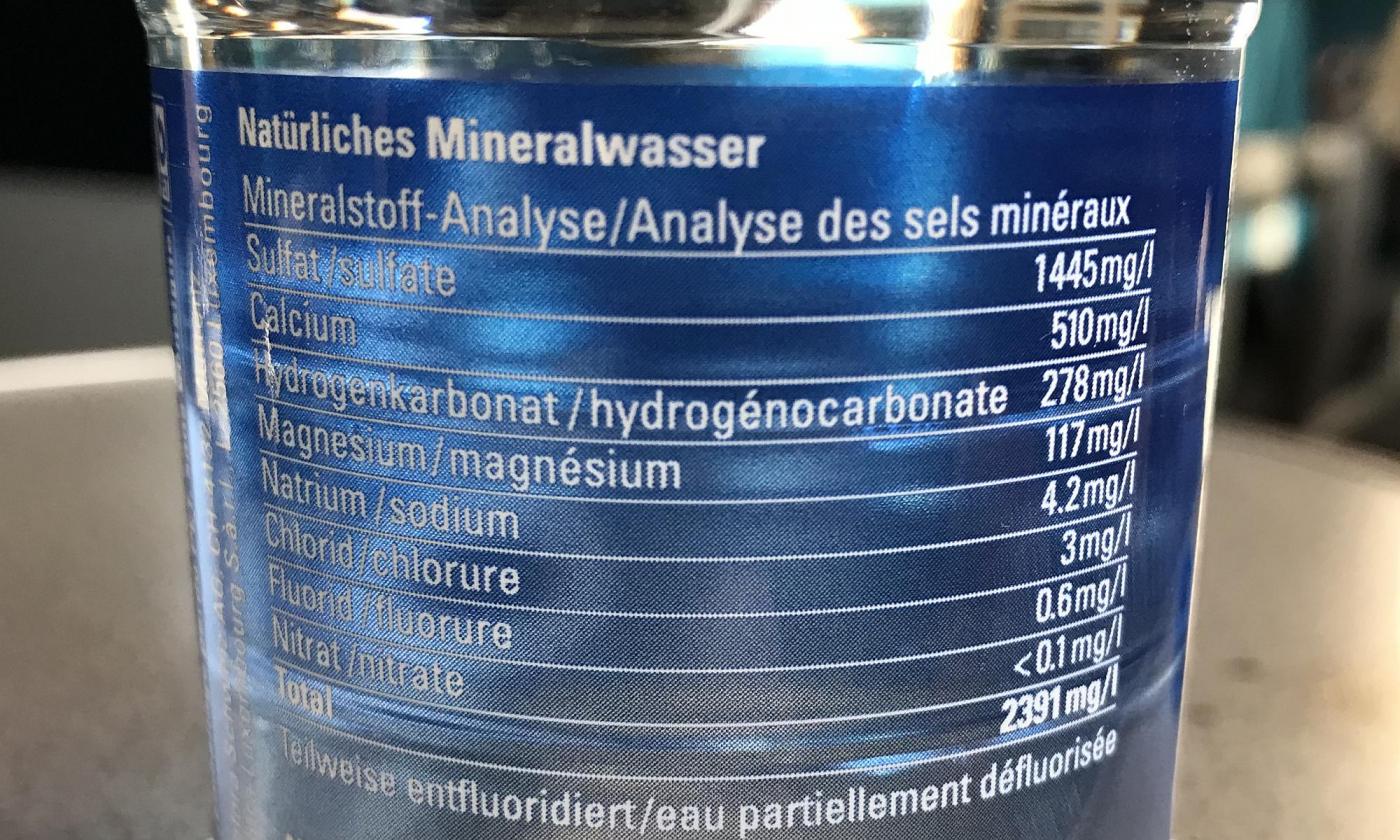 Natürliches Mineralwasser
Mineralstoff-Analyse/Analyse des sels minéraux
Sulfat/sulfate 1445mg/l
Calcium 510mg/l
Hydrogenkarbonat/hydrogénocarbonate 278mg/l
Magnesium/magnésium 117mg/l
Natrium/sodium 4.2mg/l
Chlorid/chlorure 3mg/l
Fluorid/fluorure 0.6mg/l
Nitrat/nitrate <0.1mg/l
Total 2391mg/l
Teilweise entfluoridiert/eau partiellement défluorisée